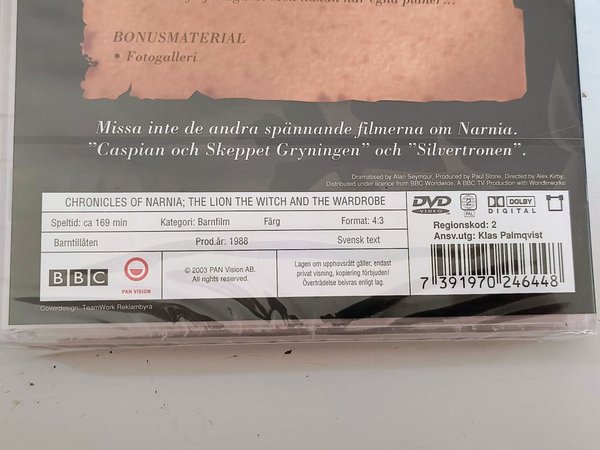 har egna planer...
BONUSMATERIAL
• Fotogalleri
Missa inte de andra spännande filmerna om Narnia.
"Caspian och Skeppet Gryningen" och "Silvertronen".
Dramatised by Alan Seymour, Produced by Paul Stone. Directed by Alex Kirby.
Distributed under licence from BBC Worldwide, A BBC TV Production with Wonderworks
CHRONICLES OF NARNIA; THE LION THE WITCH AND THE WARDROBE
Speltid: ca 169 min Kategori: Barnfilm Färg Format: 4:3
Barntillåten Prod.år: 1988 Svensk text
BBC
PAN VISION
© 2003 PAN Vision AB.
All rights reserved.
Lagen om upphovsrätt gäller, endast
privat visning, kopiering förbjuden!
Överträdelse beivras enligt lag.
DVD VIDEO
2 PAL
DOLBY DIGITAL
Regionskod: 2
Ansv.utg: Klas Palmqvist
7 391970 246448
Coverdesign: TeamWork Reklambyrå